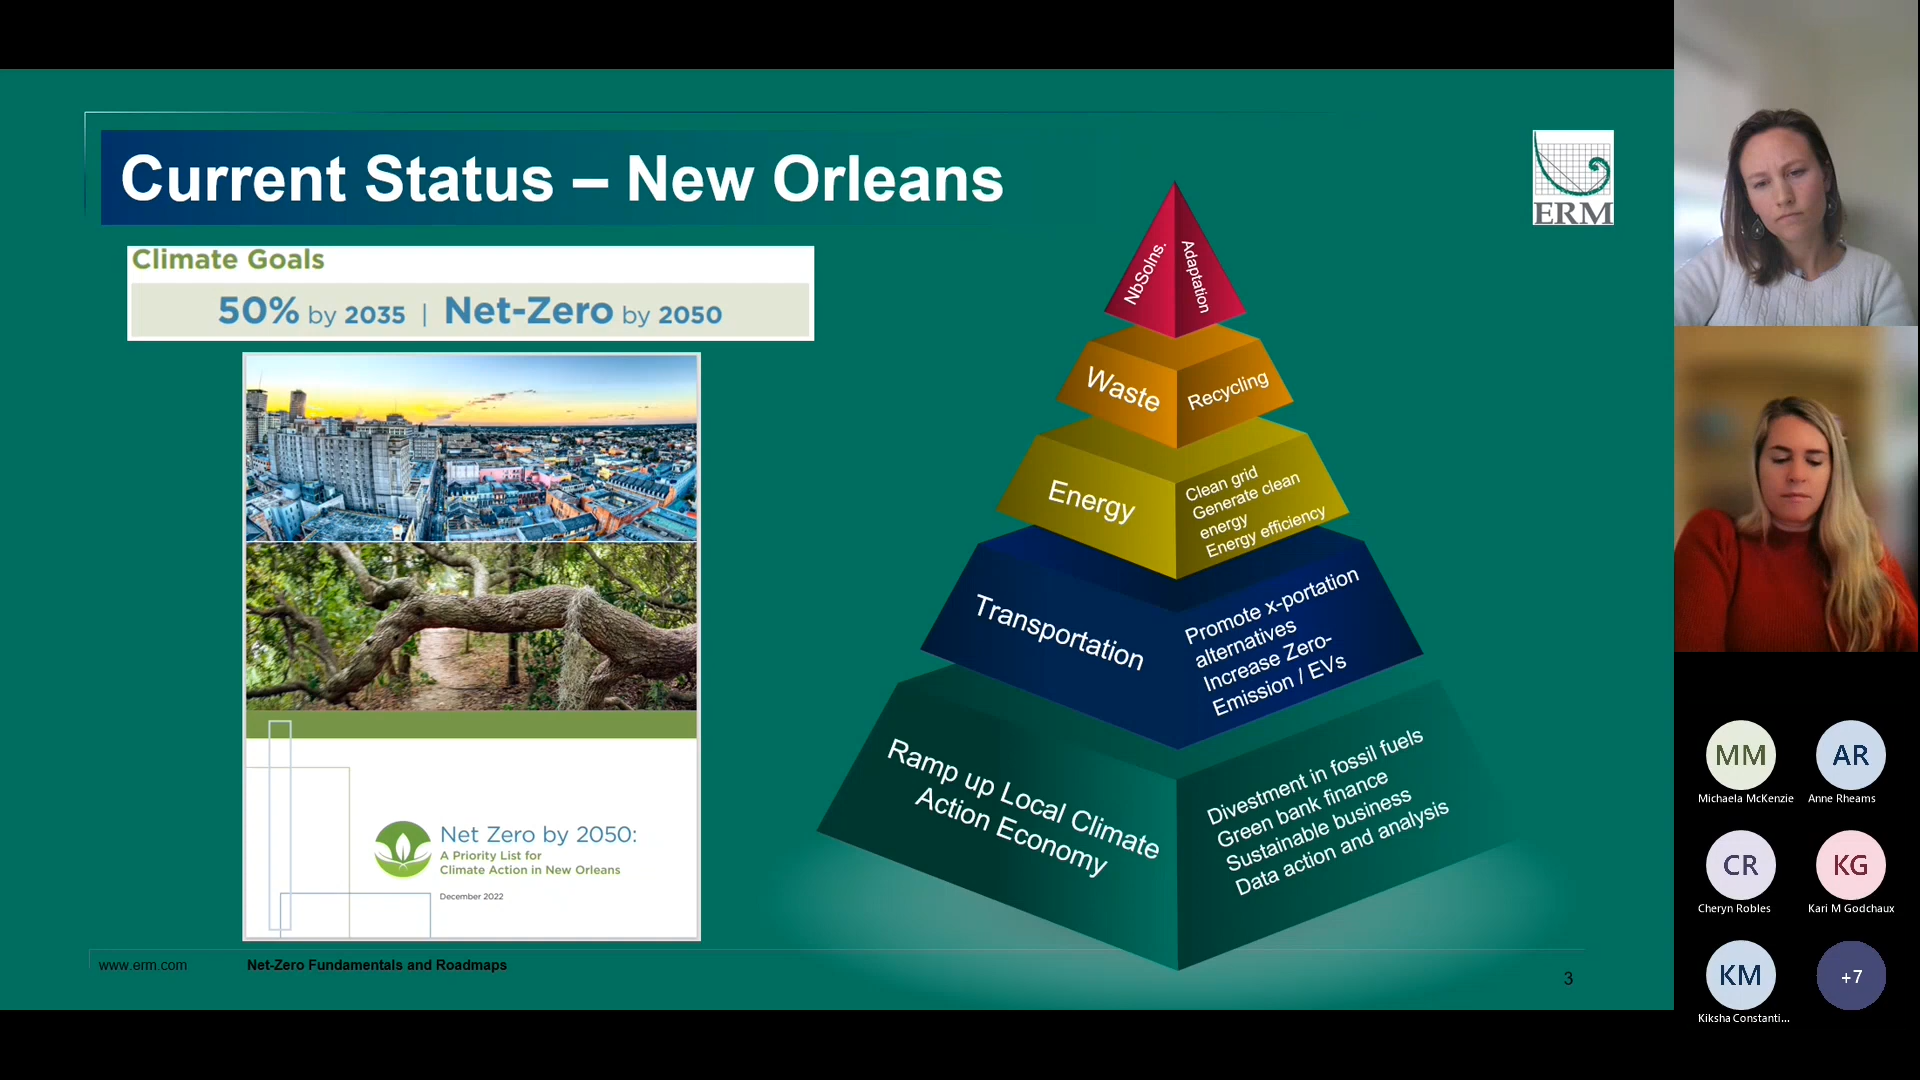 Current Status – New Orleans
ERM
Climate Goals
50% by 2035 | Net-Zero by 2050
Net Zero by 2050:
A Priority List for
Climate Action in New Orleans
December 2022
NbSolns.
Adaptation
Waste
Recycling
Energy
Clean grid
Generate clean
energy
Energy efficiency
Transportation
Promote x-portation
alternatives
Increase Zero-
Emission / EVs
Ramp up Local Climate
Action Economy
Divestment in fossil fuels
Green bank finance
Sustainable business
Data action and analysis
www.erm.com
Net-Zero Fundamentals and Roadmaps
3
MM
Michaela McKenzie
AR
Anne Rheams
CR
Cheryn Robles
KG
Kari M Godchaux
KM
Kiksha Constanti...
+7